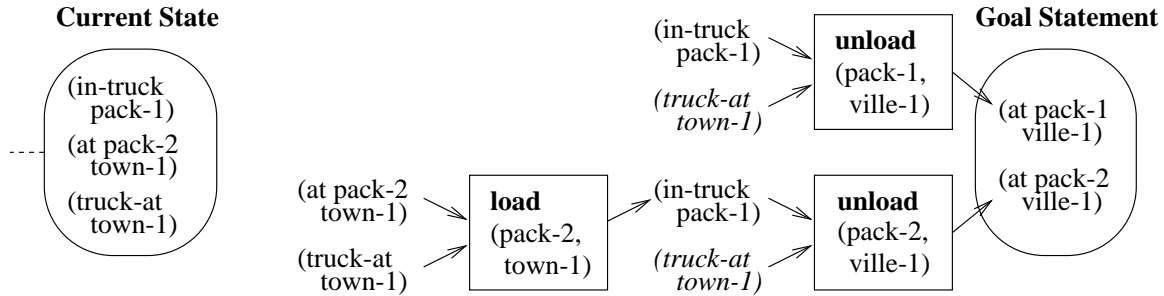 Current State
(in-truck
pack-1)
(at pack-2
town-1)
(truck-at
town-1)
(at pack-2
town-1)
(truck-at
town-1)
load
(pack-2,
town-1)
(in-truck
pack-1)
(truck-at
town-1)
unload
(pack-1,
ville-1)
(in-truck
pack-1)
(truck-at
town-1)
unload
(pack-2,
ville-1)
Goal Statement
(at pack-1
ville-1)
(at pack-2
ville-1)